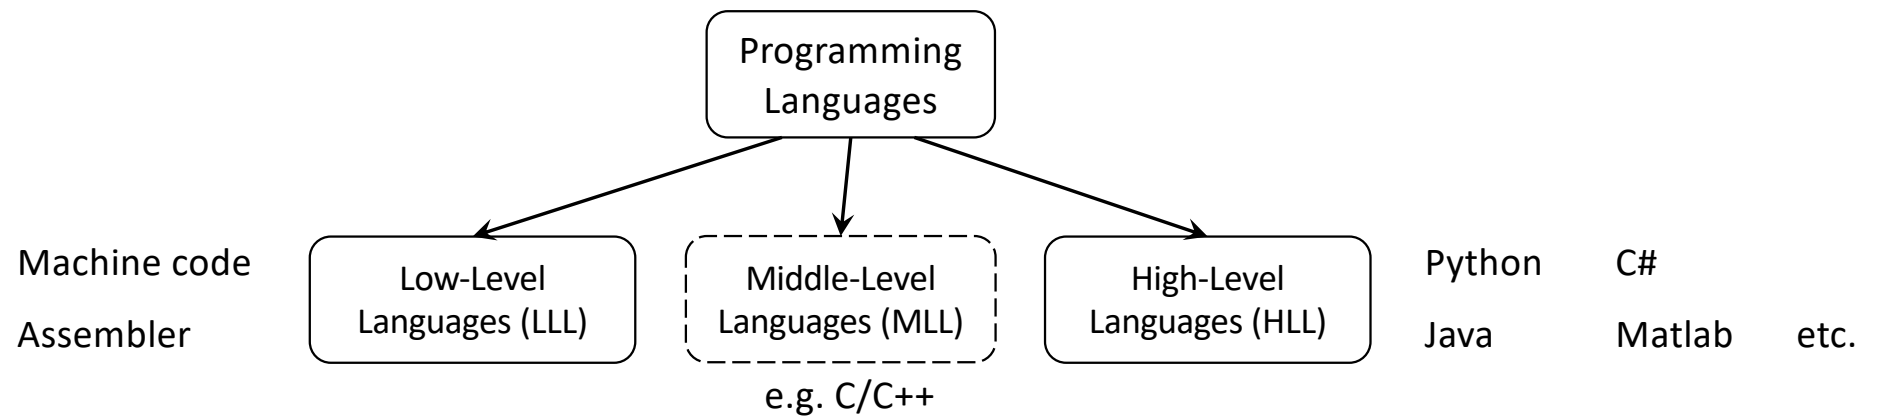 Programming
Languages
Machine code
Assembler
Low-Level
Languages (LLL)
Middle-Level
Languages (MLL)
e.g. C/C++
High-Level
Languages (HLL)
Python C#
Java Matlab etc.